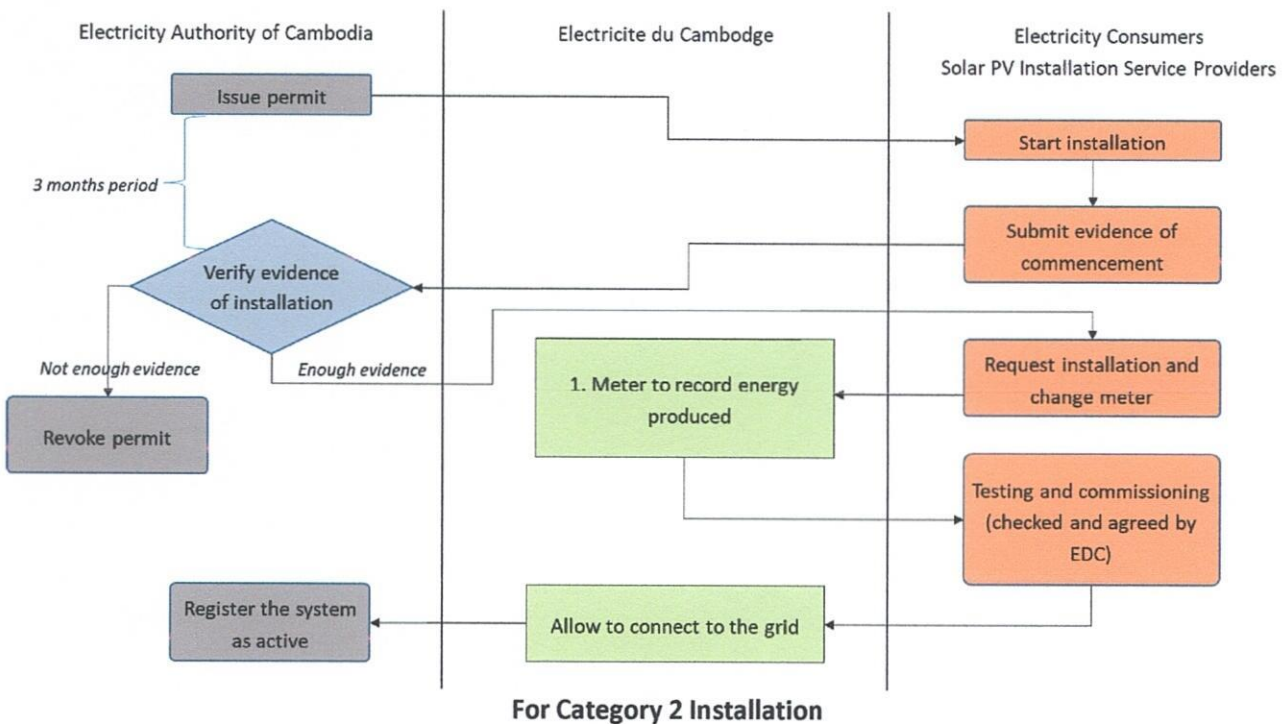 Electricity Authority of Cambodia
Electricite du Cambodge
Electricity Consumers
Solar PV Installation Service Providers
Issue permit
Start installation
3 months period
Submit evidence of
commencement
Verify evidence
of installation
Not enough evidence
Enough evidence
Revoke permit
Request installation and
change meter
1. Meter to record energy
produced
Testing and commissioning
(checked and agreed by
EDC)
Allow to connect to the grid
Register the system
as active
For Category 2 Installation